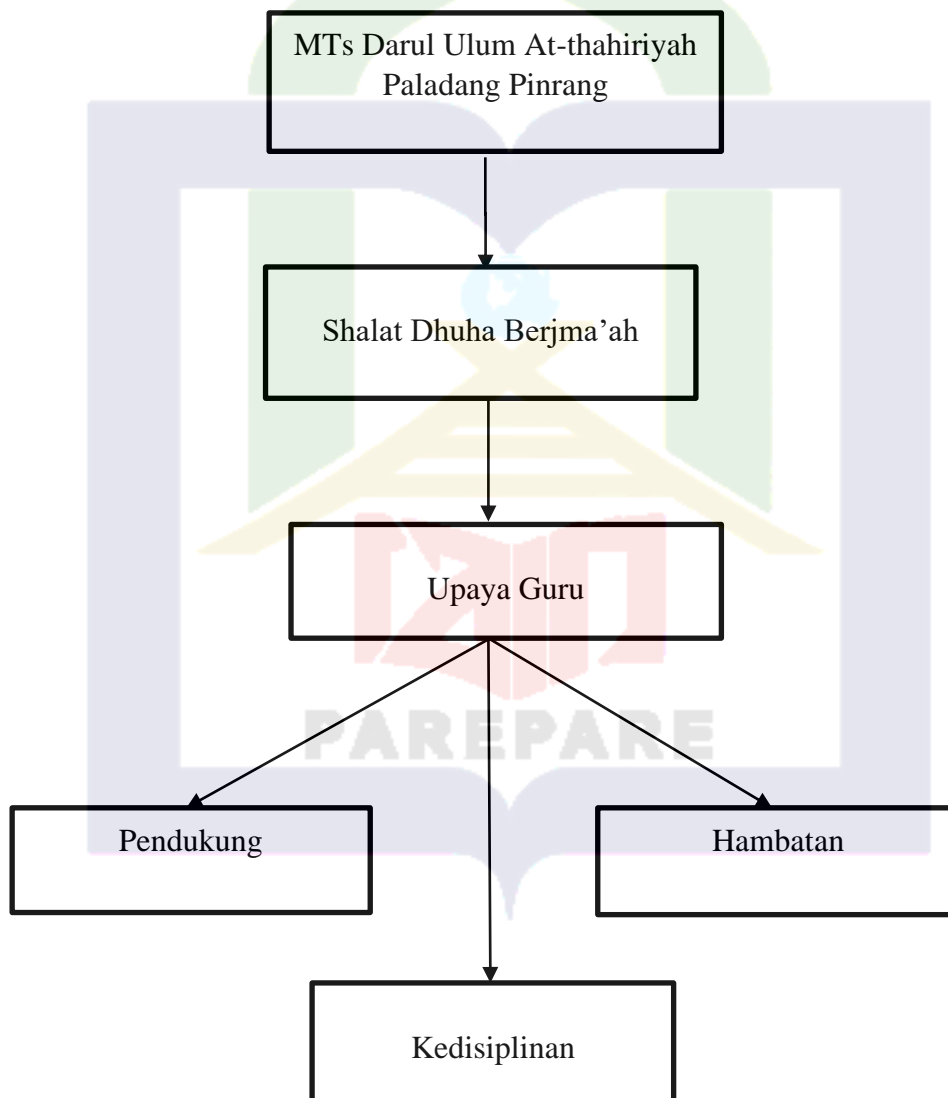 MTs Darul Ulum At-thahiriyah
Paladang Pinrang
Shalat Dhuha Berjma’ah
Upaya Guru
PAREPARE
Pendukung
Hambatan
Kedisiplinan